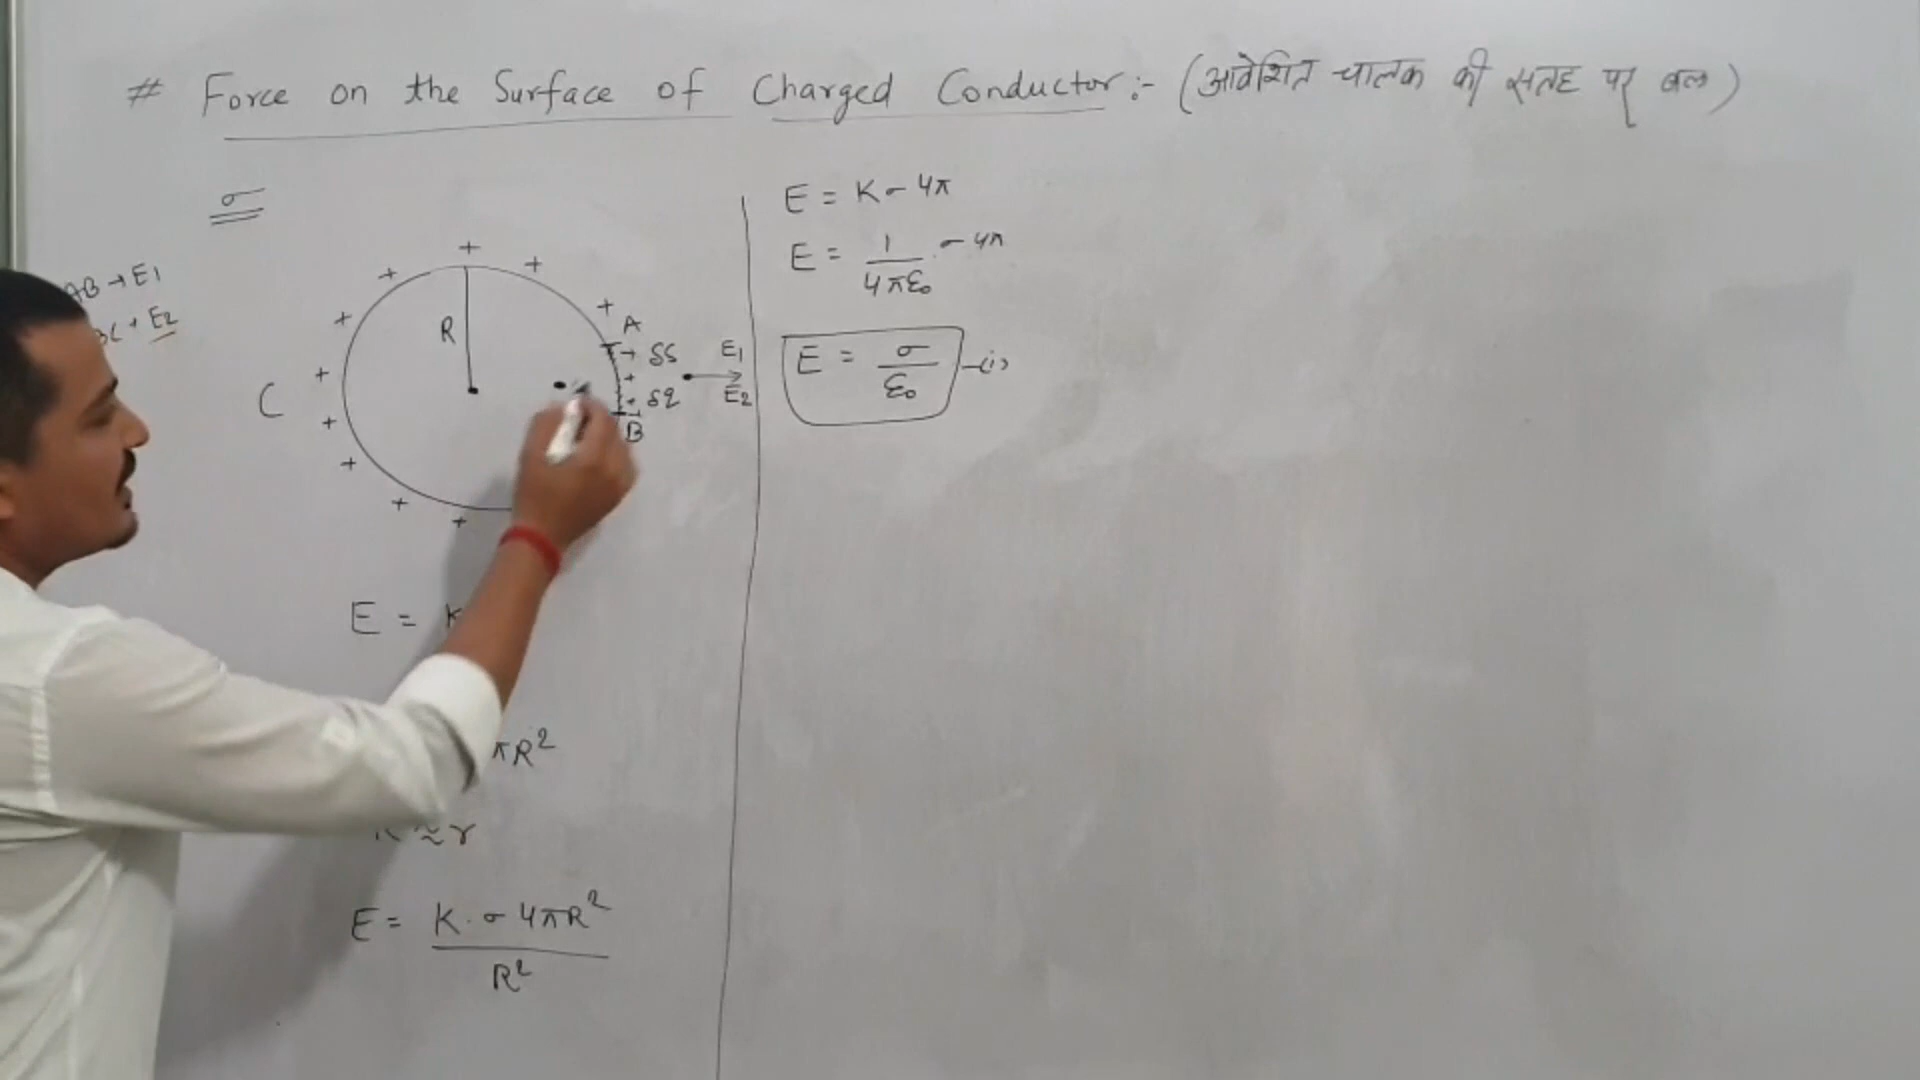 # Force on the Surface of Charged Conductor:- (आवेशित चालक की सतह पर बल)
σ
AB → E1
E2
C
R
A
δs
δq
B
E1
E2
E = K
πR²
≈ r
E = K · σ 4πR² / R²
E = K σ 4π
E = 1 / 4πε₀ · σ 4π
E = σ / ε₀ —(i)